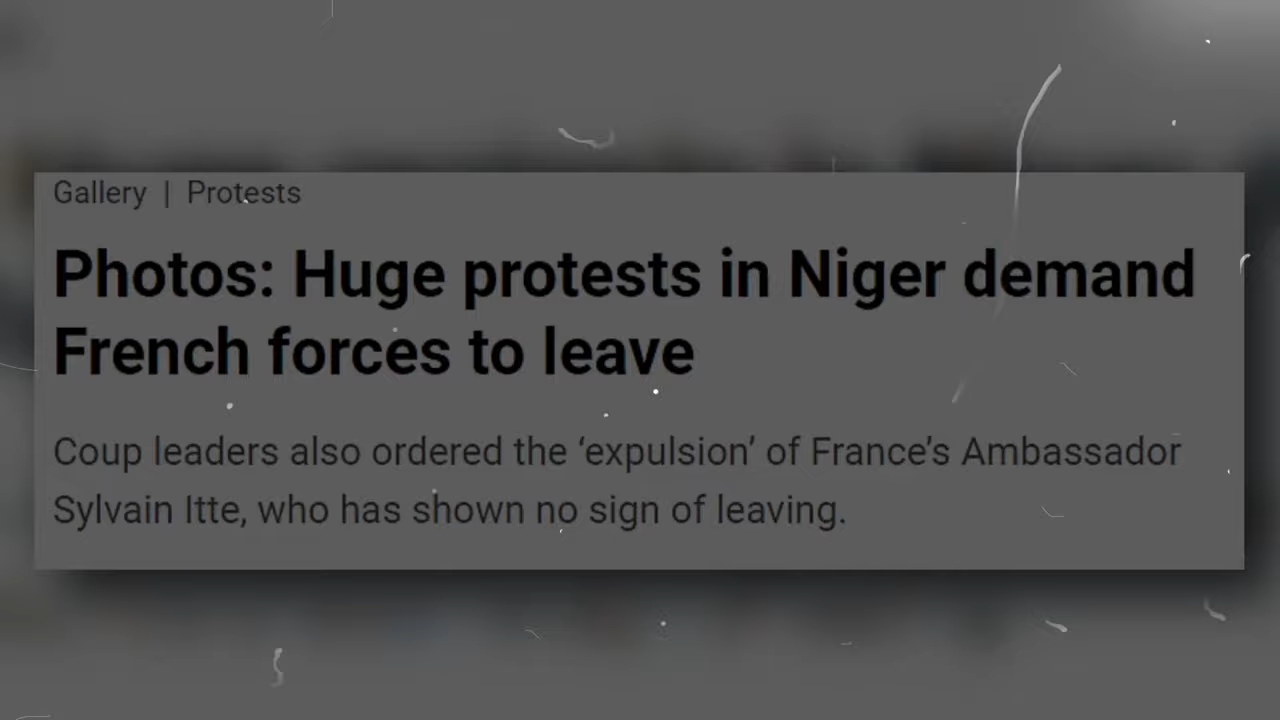 Gallery | Protests
Photos: Huge protests in Niger demand
French forces to leave
Coup leaders also ordered the ‘expulsion’ of France’s Ambassador
Sylvain Itte, who has shown no sign of leaving.